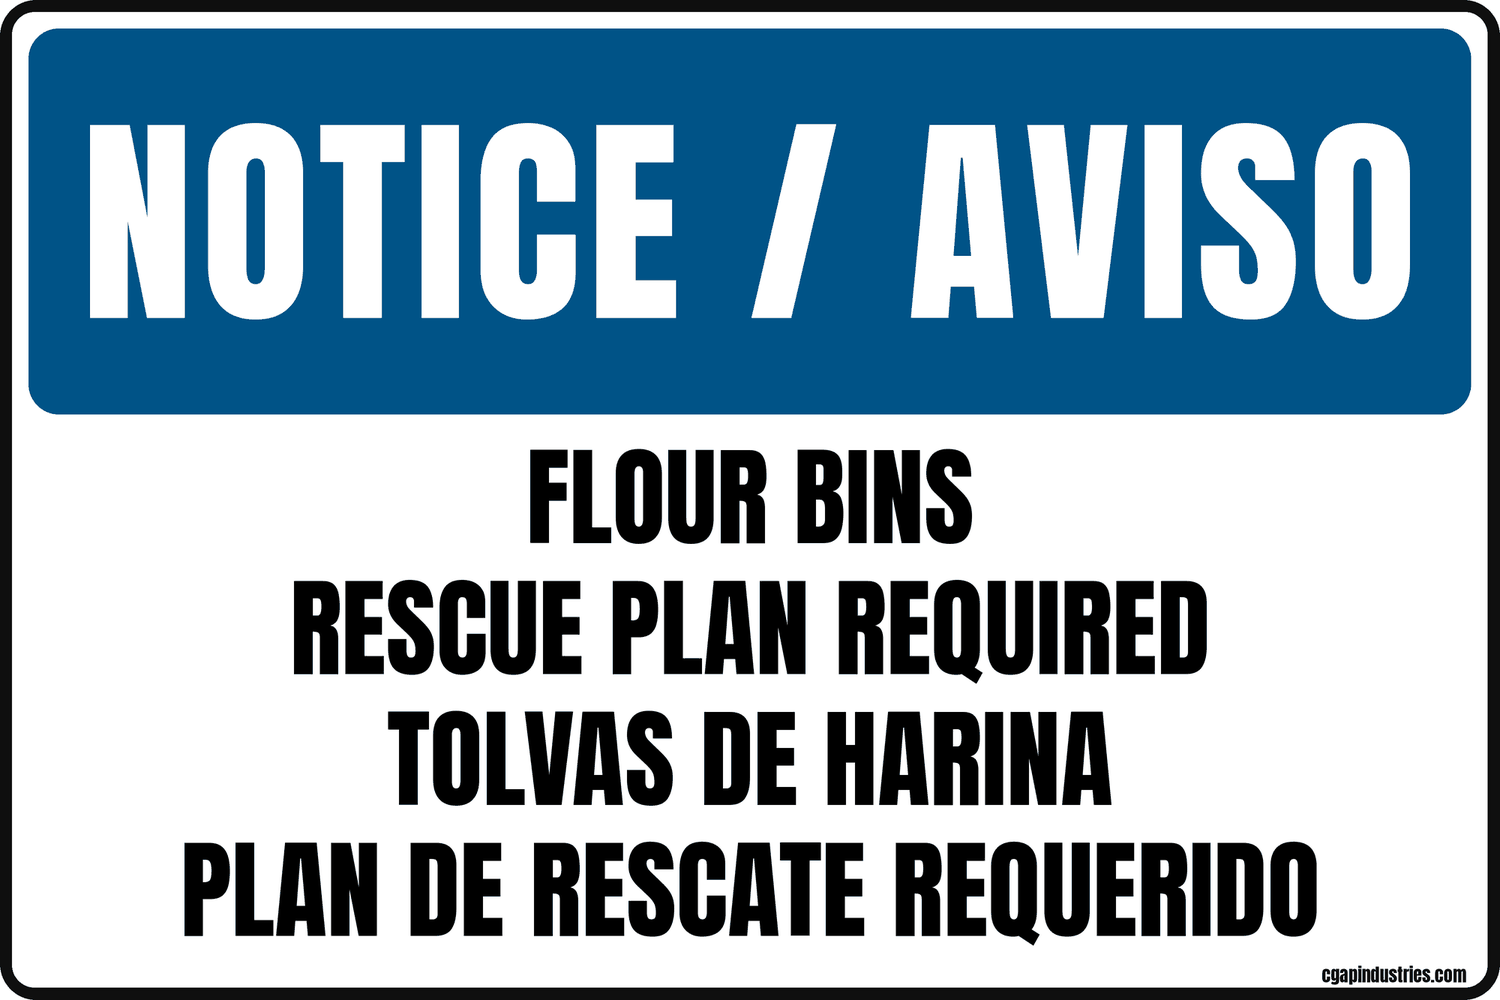 NOTICE / AVISO
FLOUR BINS
RESCUE PLAN REQUIRED
TOLVAS DE HARINA
PLAN DE RESCATE REQUERIDO
cgapindustries.com